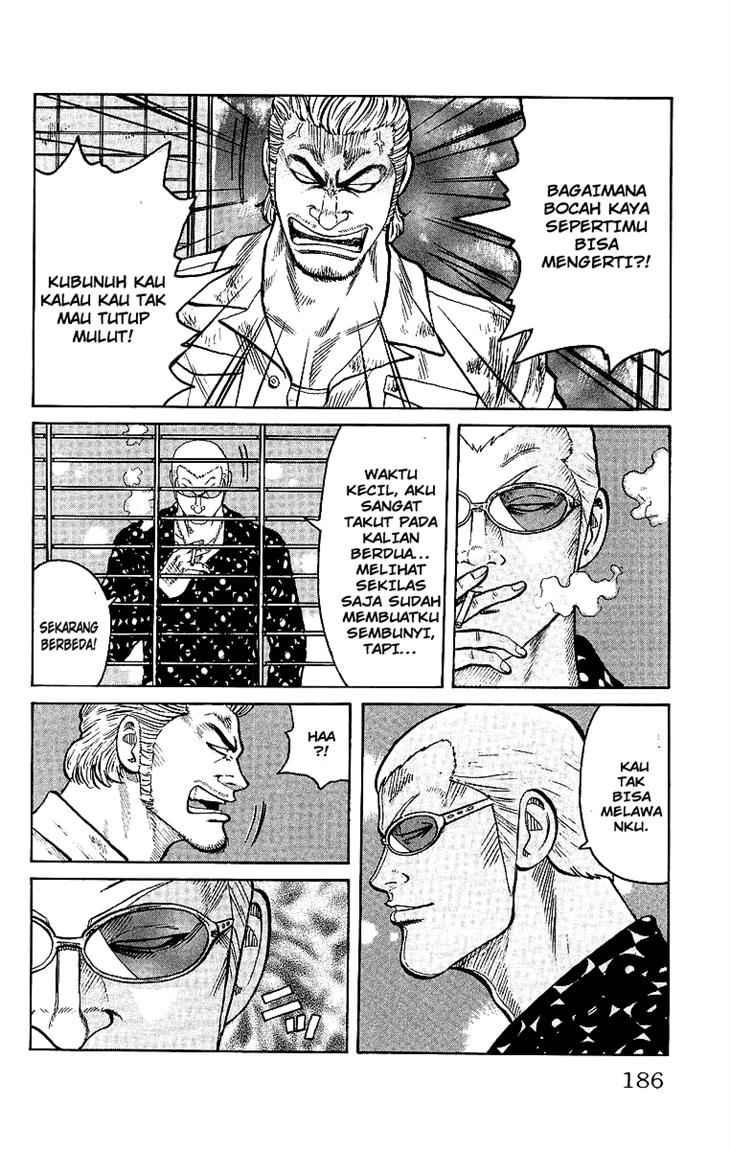 BAGAIMANA
BOCAH KAYA
SEPERTIMU
BISA
MENGERTI?!
KUBUNUH KAU
KALAU KAU TAK
MAU TUTUP
MULUT!
WAKTU
KECIL, AKU
SANGAT
TAKUT PADA
KALIAN
BERDUA...
MELIHAT
SEKILAS
SAJA SUDAH
MEMBUATKU
SEMBUNYI,
TAPI...
SEKARANG
BERBEDA!
KAU
TAK
BISA
MELAWA
NKU.
HAA
?!
186